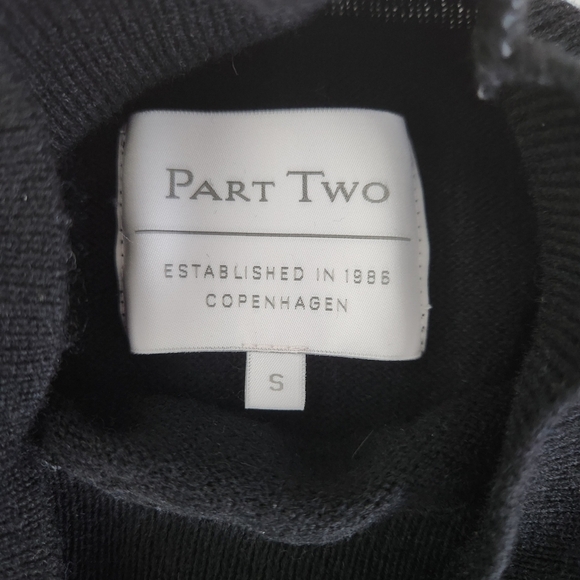 PART TWO
ESTABLISHED IN 1986
COPENHAGEN
S